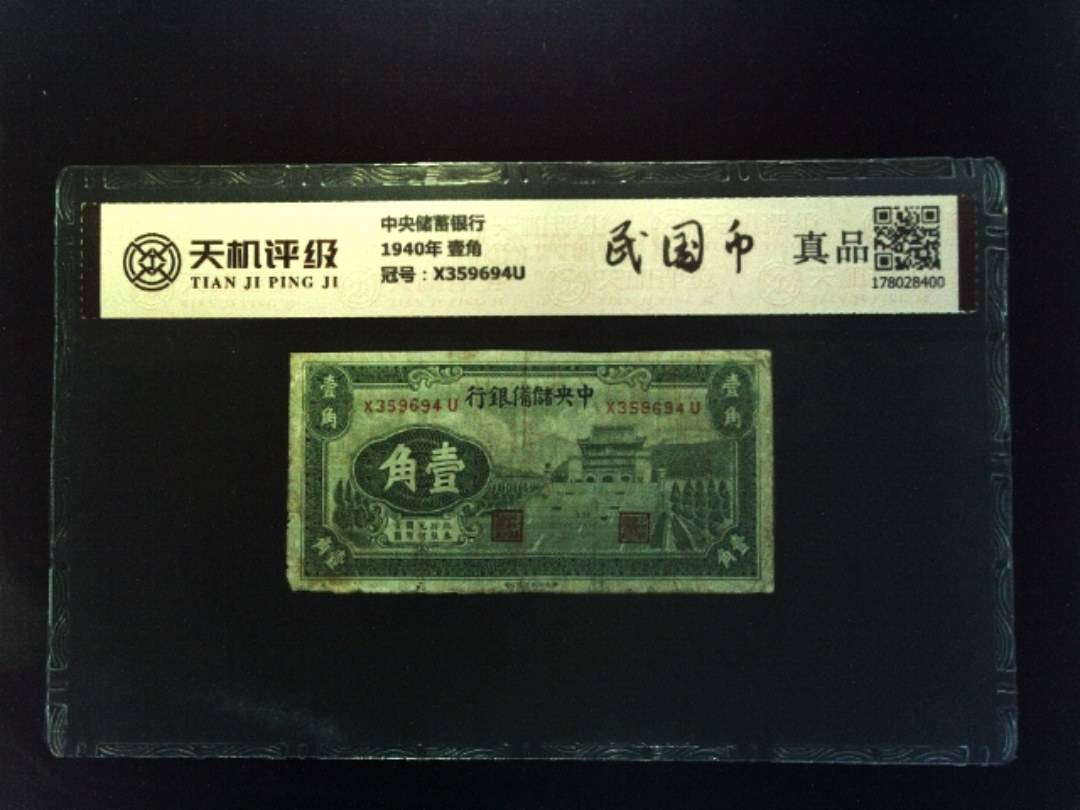 天机评级
TIAN JI PING JI
中央储蓄银行
1940年 壹角
冠号：X359694U
民国币
真品
178028400
壹角
行銀備儲央中
壹角
X359694U
X359694U
角壹
角壹
角壹